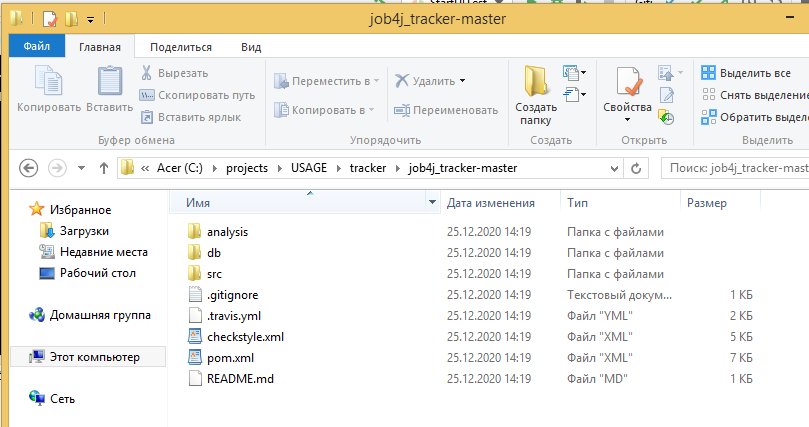 job4j_tracker-master
Файл Главная Поделиться Вид
Копировать Вставить Вырезать Скопировать путь Вставить ярлык
Переместить в Копировать в Удалить Переименовать
Создать папку Свойства
Выделить все
Снять выделение
Обратить выдел
Буфер обмена Упорядочить Создать Открыть Выделить
« Acer (C:) projects USAGE tracker job4j_tracker-master Поиск: job4j_tracker-mast
Избранное
Загрузки
Недавние места
Рабочий стол
Домашняя группа
Этот компьютер
Сеть
Имя Дата изменения Тип Размер
analysis 25.12.2020 14:19 Папка с файлами
db 25.12.2020 14:19 Папка с файлами
src 25.12.2020 14:19 Папка с файлами
.gitignore 25.12.2020 14:19 Текстовый докум... 1 КБ
.travis.yml 25.12.2020 14:19 Файл "YML" 2 КБ
checkstyle.xml 25.12.2020 14:19 Файл "XML" 5 КБ
pom.xml 25.12.2020 14:19 Файл "XML" 7 КБ
README.md 25.12.2020 14:19 Файл "MD" 1 КБ